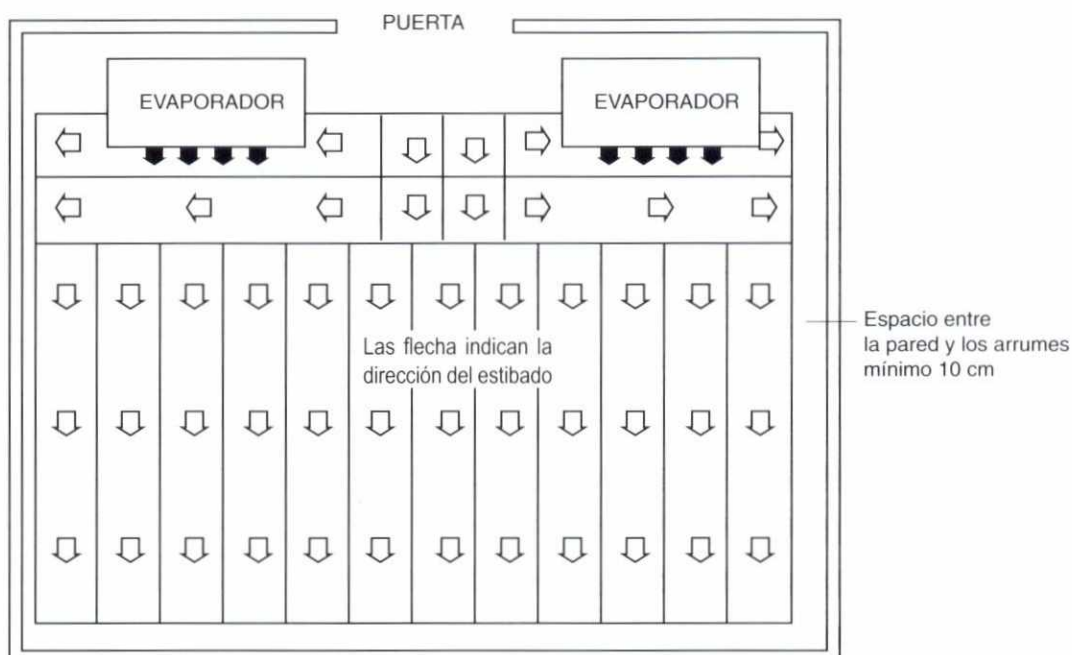 PUERTA
EVAPORADOR
EVAPORADOR
Las flecha indican la
dirección del estibado
Espacio entre
la pared y los arrumes
mínimo 10 cm